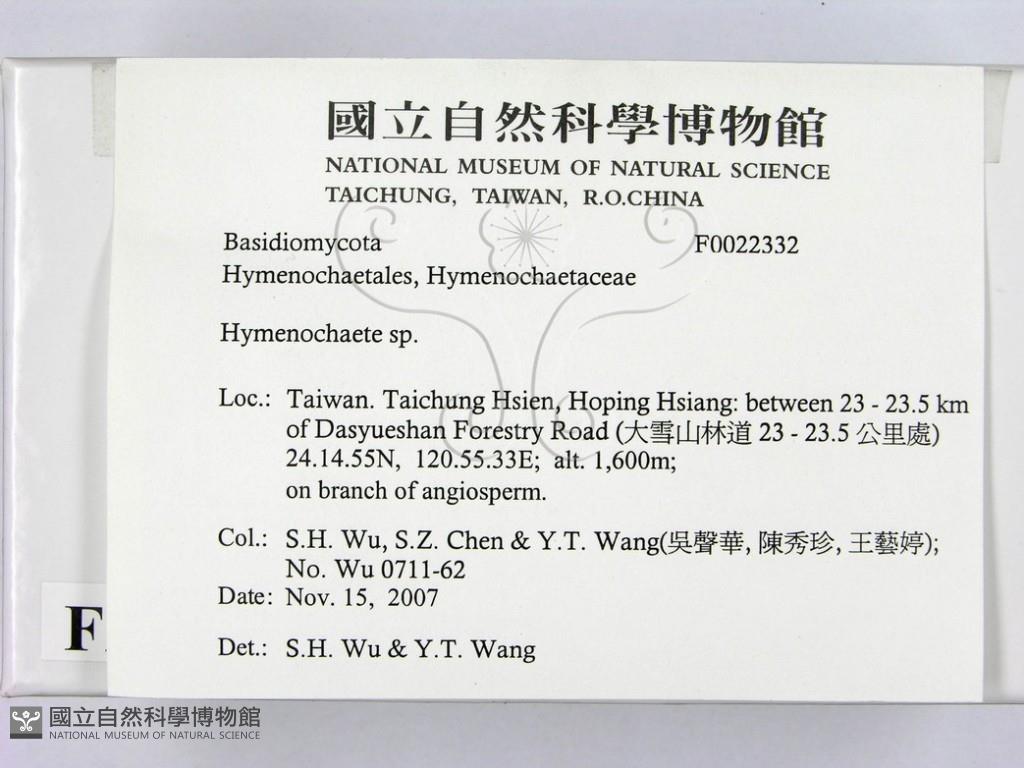 國立自然科學博物館
NATIONAL MUSEUM OF NATURAL SCIENCE
TAICHUNG, TAIWAN, R.O.CHINA
Basidiomycota F0022332
Hymenochaetales, Hymenochaetaceae
Hymenochaete sp.
Loc.: Taiwan. Taichung Hsien, Hoping Hsiang: between 23 - 23.5 km
of Dasyueshan Forestry Road (大雪山林道 23 - 23.5 公里處)
24.14.55N, 120.55.33E; alt. 1,600m;
on branch of angiosperm.
Col.: S.H. Wu, S.Z. Chen & Y.T. Wang(吳聲華, 陳秀珍, 王藝婷);
No. Wu 0711-62
Date: Nov. 15, 2007
Det.: S.H. Wu & Y.T. Wang
F
國立自然科學博物館
NATIONAL MUSEUM OF NATURAL SCIENCE